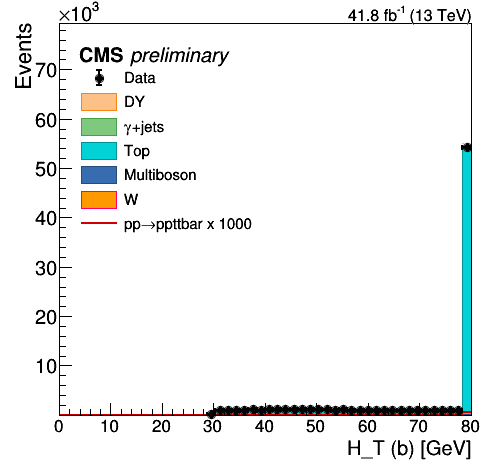 ×10³
41.8 fb⁻¹ (13 TeV)
Events
CMS preliminary
Data
DY
γ+jets
Top
Multiboson
W
pp→ppttbar x 1000
70
60
50
40
30
20
10
0 10 20 30 40 50 60 70 80
H_T (b) [GeV]